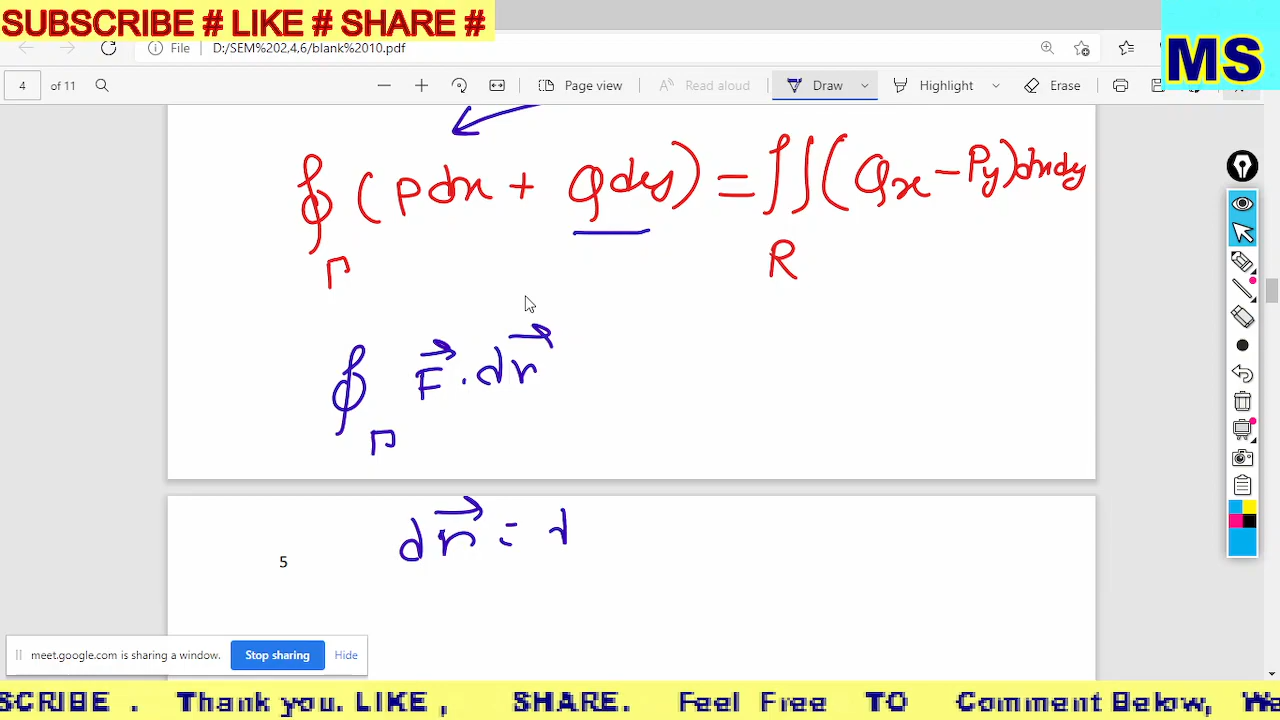 SUBSCRIBE # LIKE # SHARE #
MS
File D:/SEM%202,4,6/blank%2010.pdf
4 of 11 Page view Read aloud Draw Highlight Erase
∮ (Pdx + Qdy) = ∬ (Qx - Py)dxdy
Γ R
∮ F⃗ . dr⃗
Γ
dr⃗ = d
5
meet.google.com is sharing a window. Stop sharing Hide
SCRIBE . Thank you. LIKE , SHARE. Feel Free TO Comment Below, We